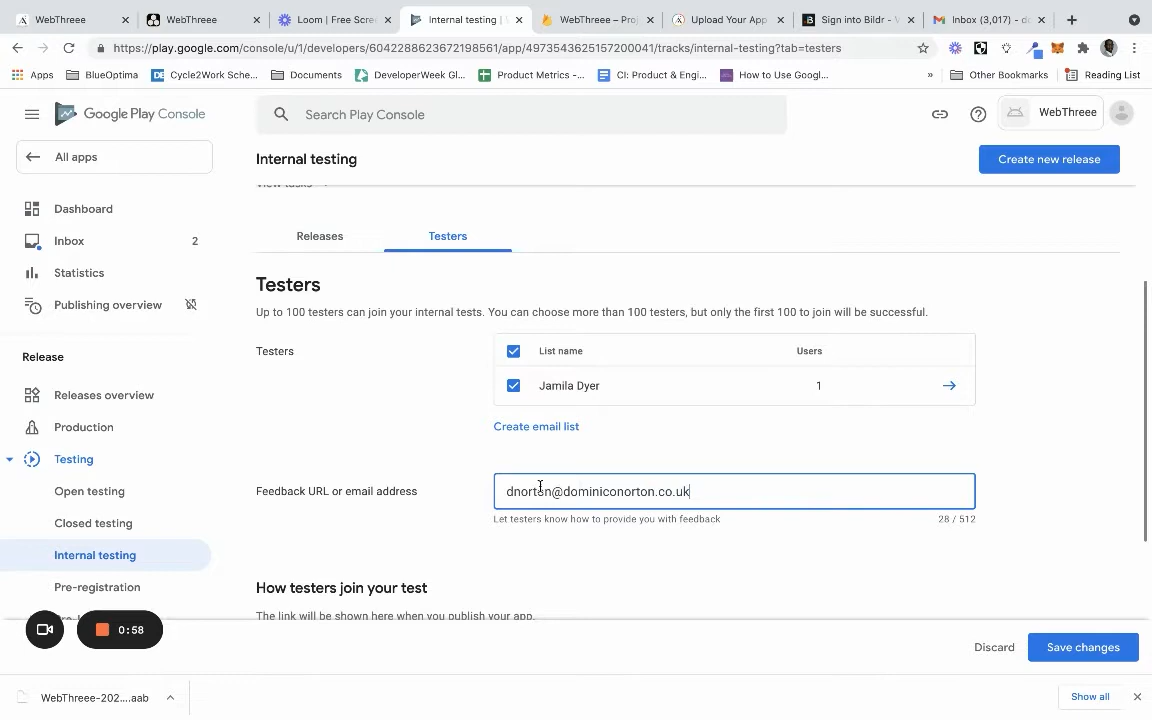 WebThreee
WebThreee
Loom | Free Scre
Internal testing | V
WebThreee – Proj
Upload Your App
Sign into Bildr - V
Inbox (3,017) - d
https://play.google.com/console/u/1/developers/6042288623672198561/app/4973543625157200041/tracks/internal-testing?tab=testers
Apps
BlueOptima
Cycle2Work Sche...
Documents
DeveloperWeek Gl...
Product Metrics -...
CI: Product & Engi...
How to Use Googl...
»
Other Bookmarks
Reading List
Google Play Console
Search Play Console
WebThreee
All apps
Internal testing
Create new release
View tasks
Dashboard
Inbox
2
Statistics
Publishing overview
Release
Releases overview
Production
Testing
Open testing
Closed testing
Internal testing
Pre-registration
Releases
Testers
Testers
Up to 100 testers can join your internal tests. You can choose more than 100 testers, but only the first 100 to join will be successful.
Testers
List name
Users
Jamila Dyer
1
Create email list
Feedback URL or email address
dnorton@dominiconorton.co.uk
Let testers know how to provide you with feedback
28 / 512
How testers join your test
The link will be shown here when you publish your app.
0:58
Discard
Save changes
WebThreee-202....aab
Show all